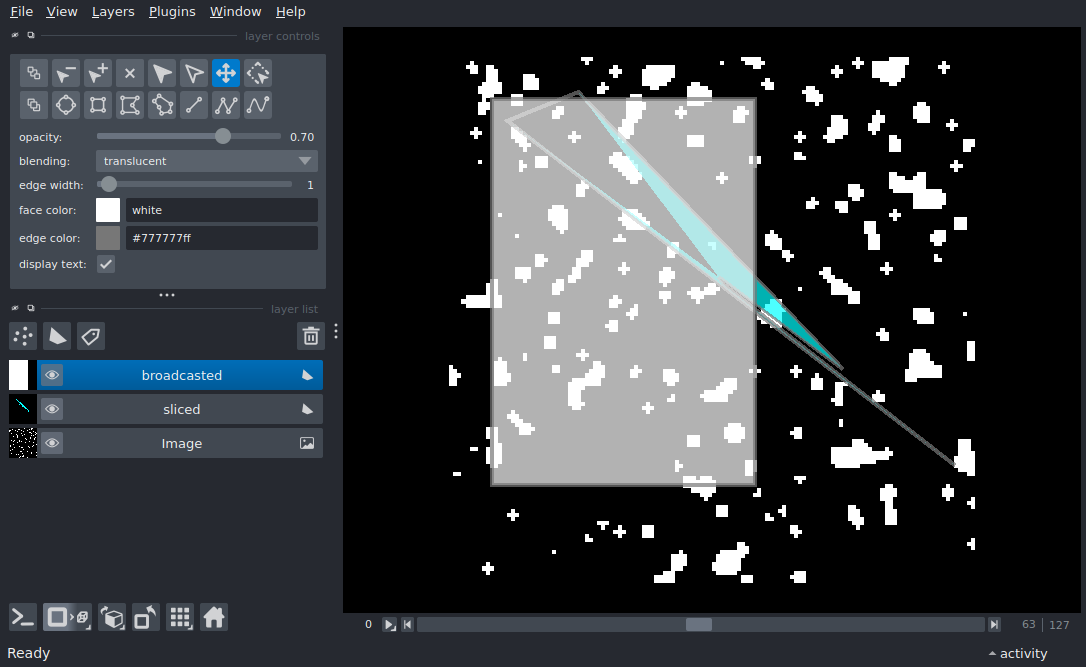 File View Layers Plugins Window Help
layer controls
opacity: 0.70
blending: translucent
edge width: 1
face color: white
edge color: #777777ff
display text:
layer list
broadcasted
sliced
Image
0 63 127
Ready activity